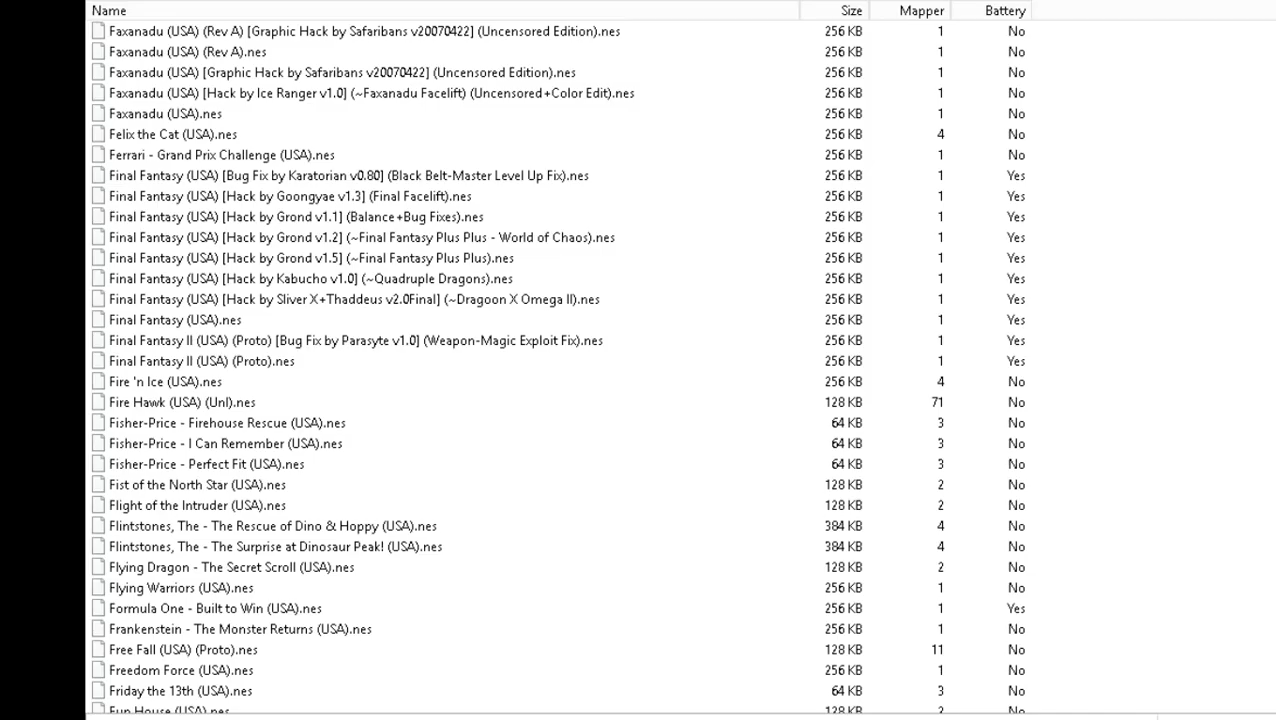 Name Size Mapper Battery
Faxanadu (USA) (Rev A) [Graphic Hack by Safaribans v20070422] (Uncensored Edition).nes 256 KB 1 No
Faxanadu (USA) (Rev A).nes 256 KB 1 No
Faxanadu (USA) [Graphic Hack by Safaribans v20070422] (Uncensored Edition).nes 256 KB 1 No
Faxanadu (USA) [Hack by Ice Ranger v1.0] (~Faxanadu Facelift) (Uncensored+Color Edit).nes 256 KB 1 No
Faxanadu (USA).nes 256 KB 1 No
Felix the Cat (USA).nes 256 KB 4 No
Ferrari - Grand Prix Challenge (USA).nes 256 KB 1 No
Final Fantasy (USA) [Bug Fix by Karatorian v0.80] (Black Belt-Master Level Up Fix).nes 256 KB 1 Yes
Final Fantasy (USA) [Hack by Goongyae v1.3] (Final Facelift).nes 256 KB 1 Yes
Final Fantasy (USA) [Hack by Grond v1.1] (Balance+Bug Fixes).nes 256 KB 1 Yes
Final Fantasy (USA) [Hack by Grond v1.2] (~Final Fantasy Plus Plus - World of Chaos).nes 256 KB 1 Yes
Final Fantasy (USA) [Hack by Grond v1.5] (~Final Fantasy Plus Plus).nes 256 KB 1 Yes
Final Fantasy (USA) [Hack by Kabucho v1.0] (~Quadruple Dragons).nes 256 KB 1 Yes
Final Fantasy (USA) [Hack by Sliver X+Thaddeus v2.0Final] (~Dragoon X Omega II).nes 256 KB 1 Yes
Final Fantasy (USA).nes 256 KB 1 Yes
Final Fantasy II (USA) (Proto) [Bug Fix by Parasyte v1.0] (Weapon-Magic Exploit Fix).nes 256 KB 1 Yes
Final Fantasy II (USA) (Proto).nes 256 KB 1 Yes
Fire 'n Ice (USA).nes 256 KB 4 No
Fire Hawk (USA) (Unl).nes 128 KB 71 No
Fisher-Price - Firehouse Rescue (USA).nes 64 KB 3 No
Fisher-Price - I Can Remember (USA).nes 64 KB 3 No
Fisher-Price - Perfect Fit (USA).nes 64 KB 3 No
Fist of the North Star (USA).nes 128 KB 2 No
Flight of the Intruder (USA).nes 128 KB 2 No
Flintstones, The - The Rescue of Dino & Hoppy (USA).nes 384 KB 4 No
Flintstones, The - The Surprise at Dinosaur Peak! (USA).nes 384 KB 4 No
Flying Dragon - The Secret Scroll (USA).nes 128 KB 2 No
Flying Warriors (USA).nes 256 KB 1 No
Formula One - Built to Win (USA).nes 256 KB 1 Yes
Frankenstein - The Monster Returns (USA).nes 256 KB 1 No
Free Fall (USA) (Proto).nes 128 KB 11 No
Freedom Force (USA).nes 256 KB 1 No
Friday the 13th (USA).nes 64 KB 3 No
Fun House (USA).nes 128 KB 2 No